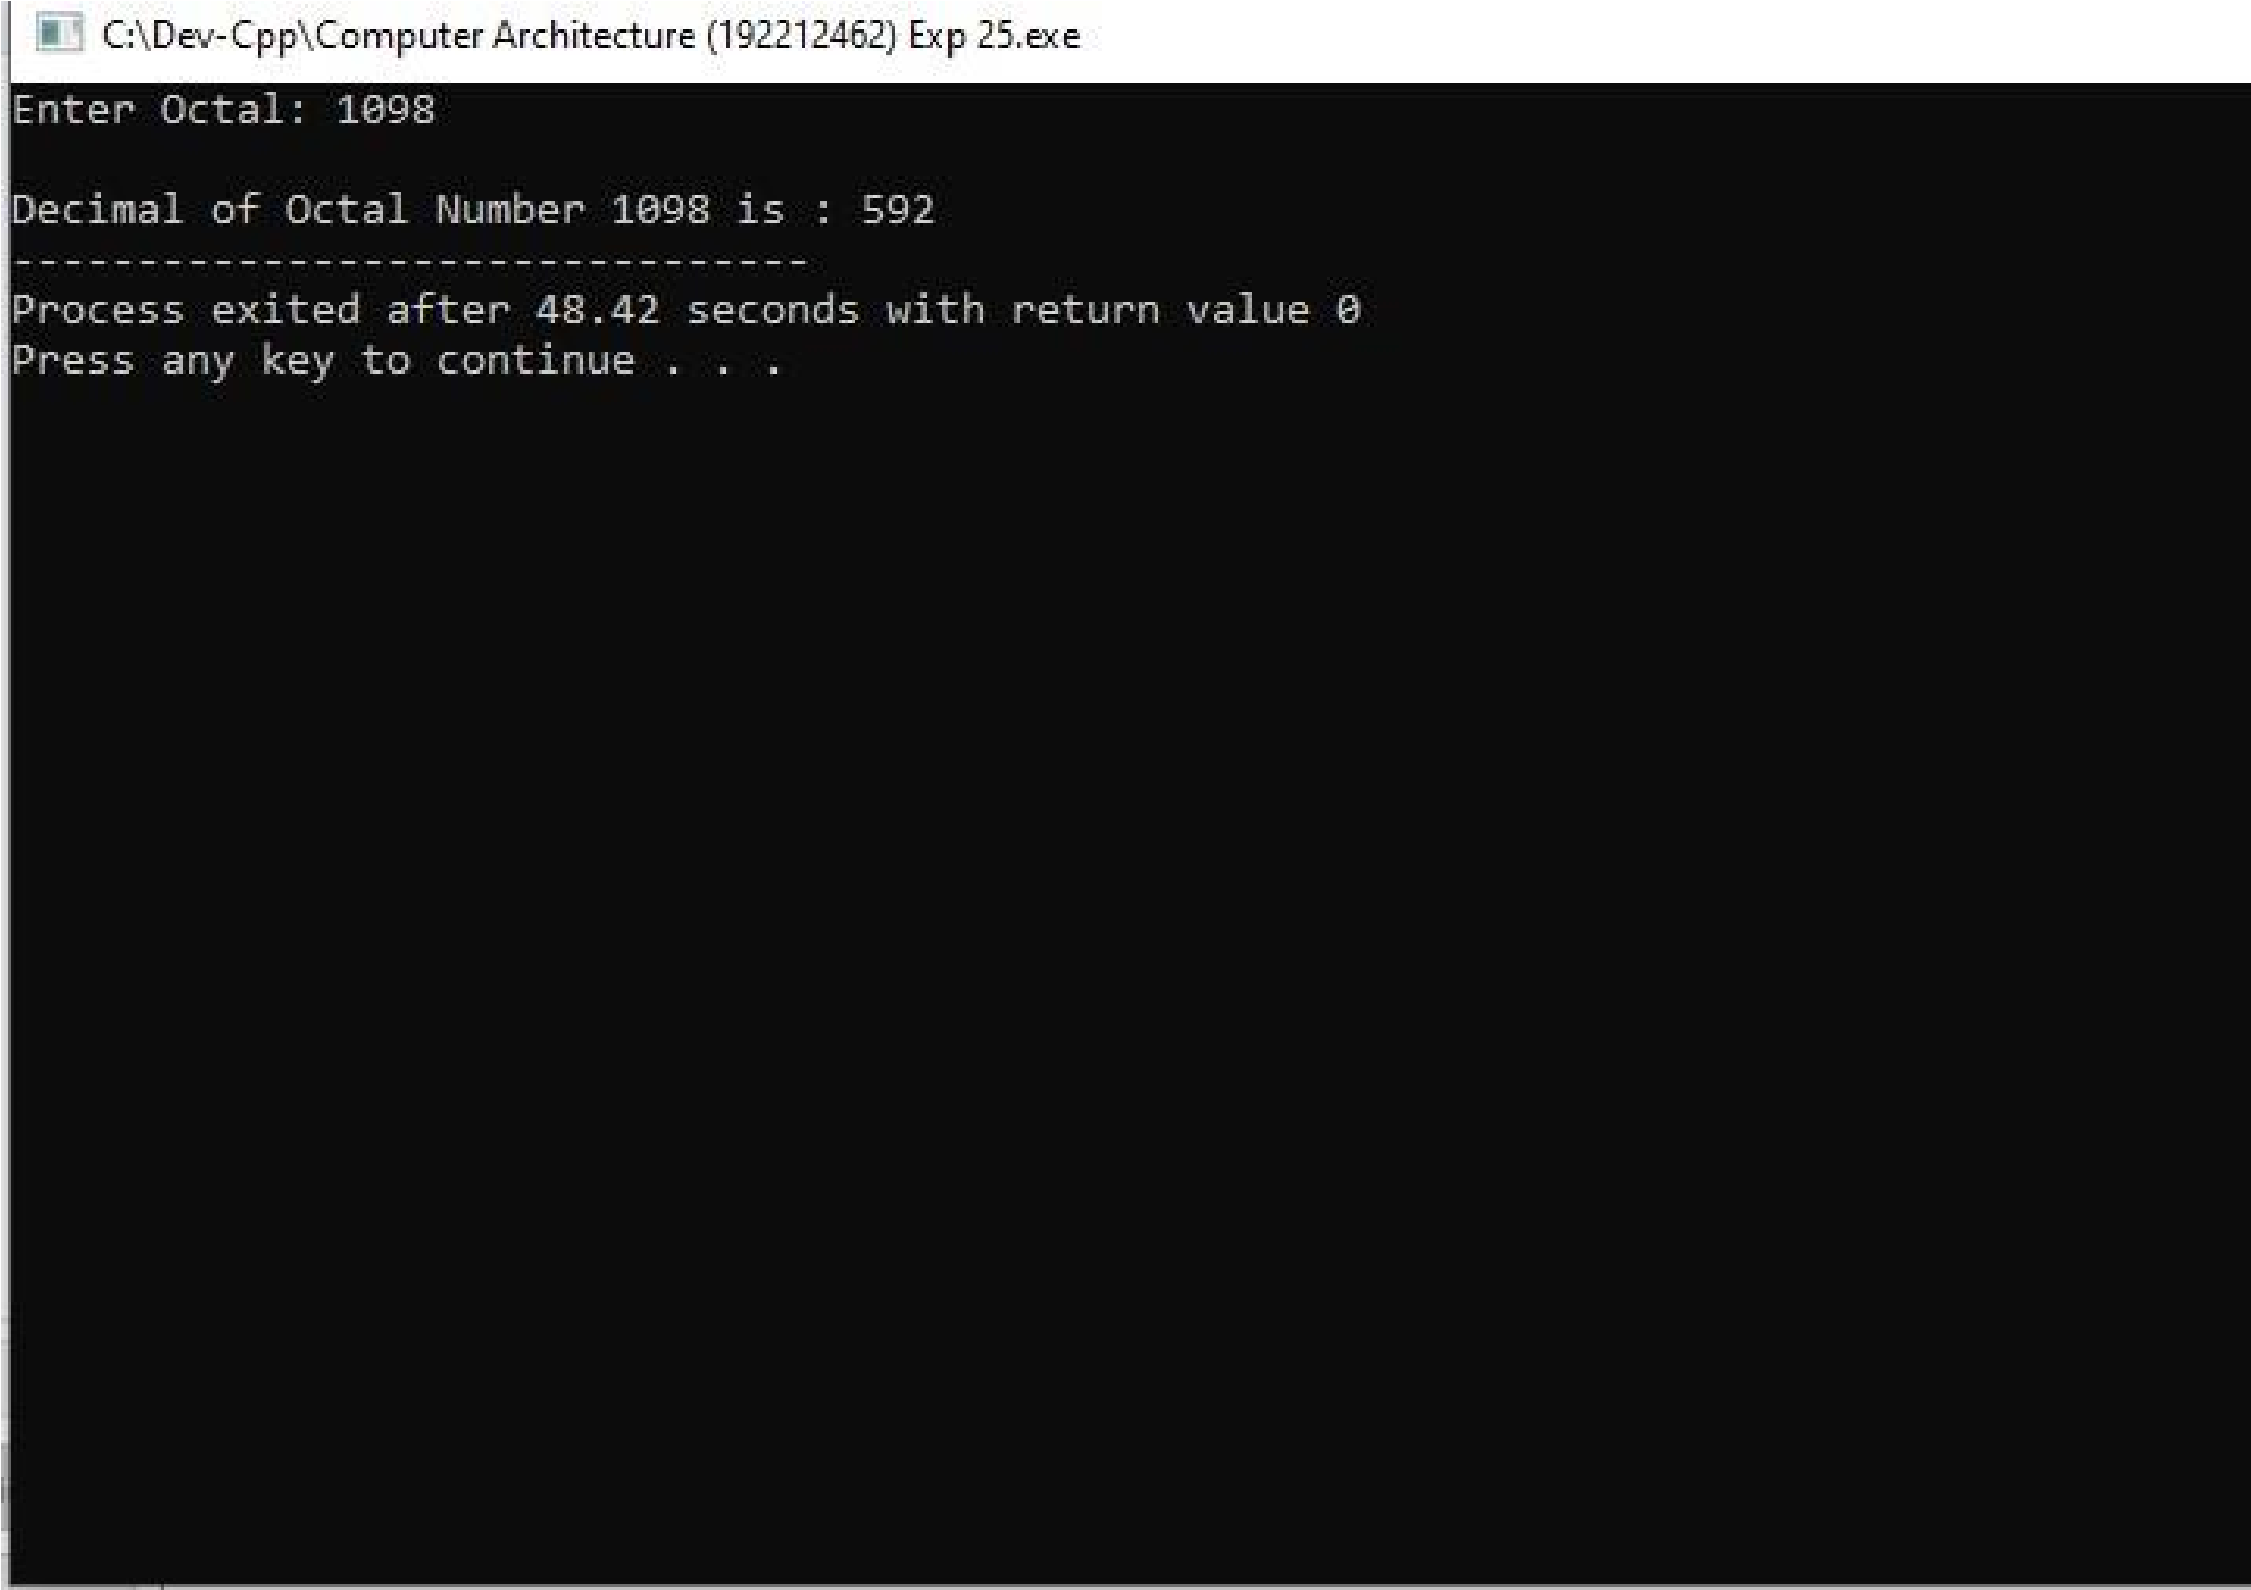 C:\Dev-Cpp\Computer Architecture (192212462) Exp 25.exe
Enter Octal: 1098
Decimal of Octal Number 1098 is : 592
--------------------------------
Process exited after 48.42 seconds with return value 0
Press any key to continue . . .